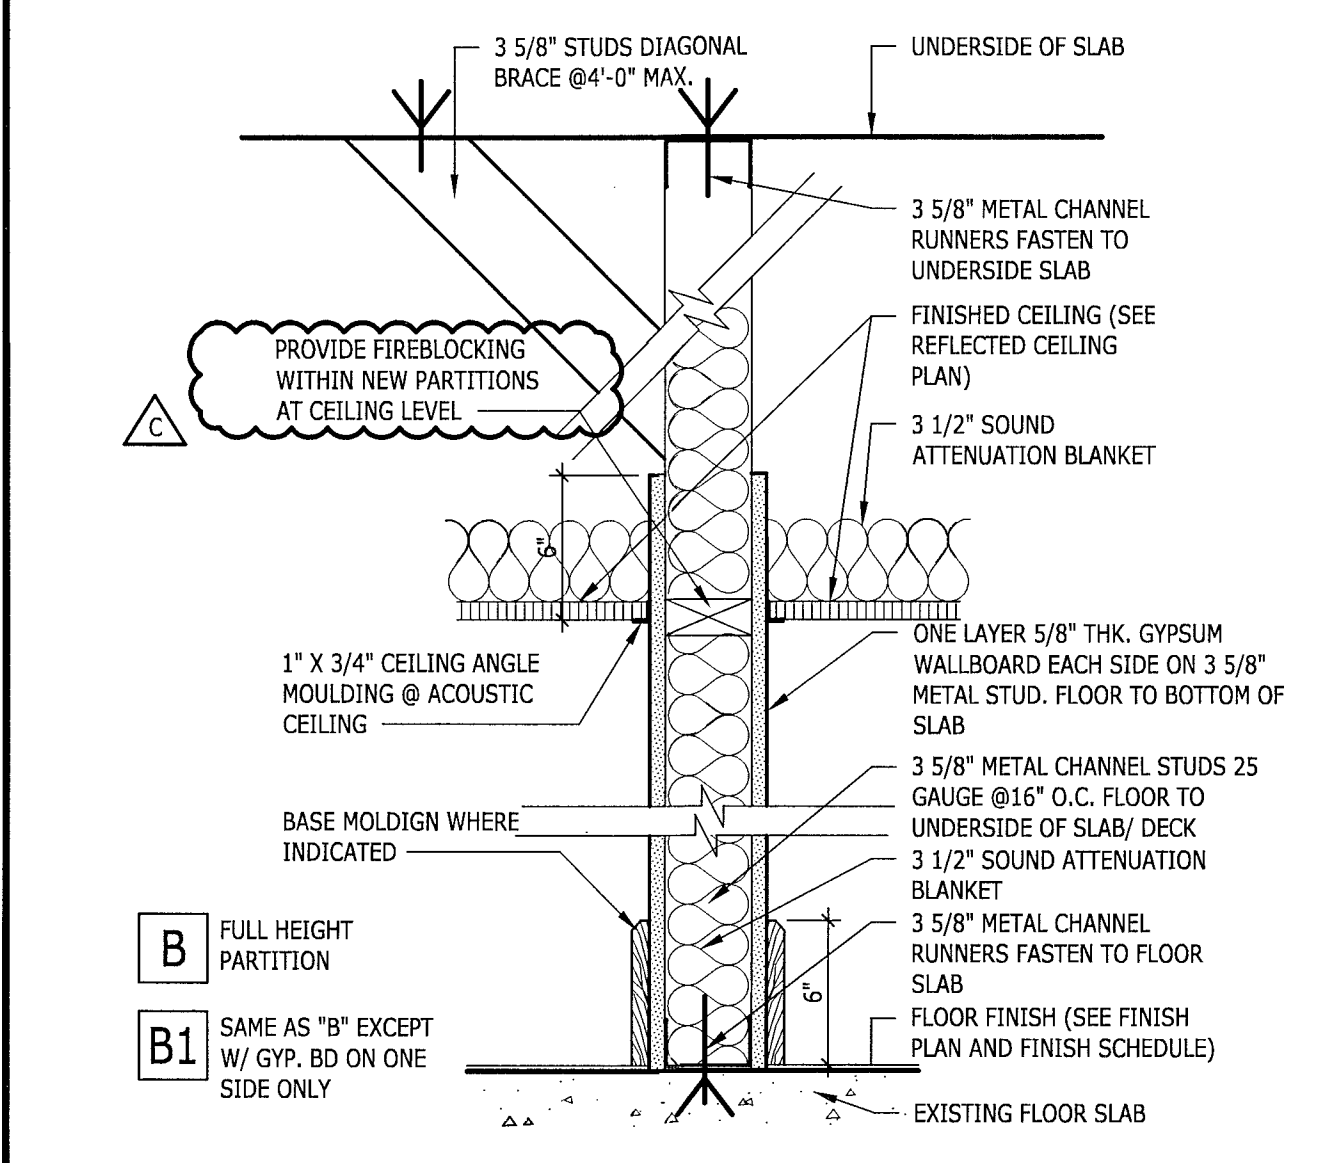 3 5/8" STUDS DIAGONAL
BRACE @4'-0" MAX.
UNDERSIDE OF SLAB
3 5/8" METAL CHANNEL
RUNNERS FASTEN TO
UNDERSIDE SLAB
FINISHED CEILING (SEE
REFLECTED CEILING
PLAN)
PROVIDE FIREBLOCKING
WITHIN NEW PARTITIONS
AT CEILING LEVEL
C
3 1/2" SOUND
ATTENUATION BLANKET
6"
1" X 3/4" CEILING ANGLE
MOULDING @ ACOUSTIC
CEILING
ONE LAYER 5/8" THK. GYPSUM
WALLBOARD EACH SIDE ON 3 5/8"
METAL STUD. FLOOR TO BOTTOM OF
SLAB
3 5/8" METAL CHANNEL STUDS 25
GAUGE @16" O.C. FLOOR TO
UNDERSIDE OF SLAB/ DECK
BASE MOLDIGN WHERE
INDICATED
3 1/2" SOUND ATTENUATION
BLANKET
3 5/8" METAL CHANNEL
RUNNERS FASTEN TO FLOOR
SLAB
6"
B
FULL HEIGHT
PARTITION
FLOOR FINISH (SEE FINISH
PLAN AND FINISH SCHEDULE)
B1
SAME AS "B" EXCEPT
W/ GYP. BD ON ONE
SIDE ONLY
EXISTING FLOOR SLAB